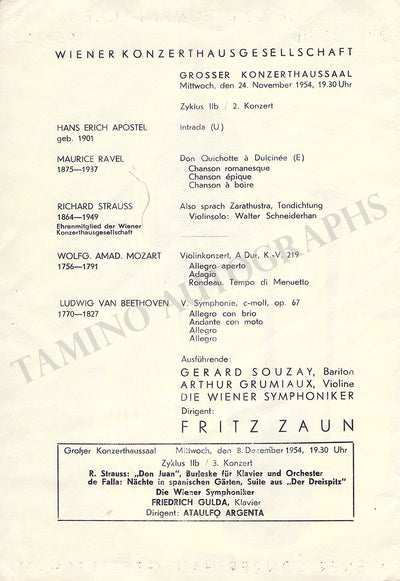 WIENER KONZERTHAUSGESELLSCHAFT
GROSSER KONZERTHAUSSAAL
Mittwoch, den 24. November 1954, 19.30 Uhr
Zyklus IIb / 2. Konzert
HANS ERICH APOSTEL Intrada (U)
geb. 1901
MAURICE RAVEL Don Quichotte à Dulcinée (E)
1875—1937 Chanson romanesque
Chanson épique
Chanson à boire
RICHARD STRAUSS Also sprach Zarathustra, Tondichtung
1864—1949 Violinsolo: Walter Schneiderhan
Ehrenmitglied der Wiener
Konzerthausgesellschaft
WOLFG. AMAD. MOZART Violinkonzert, A Dur, K.-V. 219
1756—1791 Allegro aperto
Adagio
Rondeau. Tempo di Menuetto
LUDWIG VAN BEETHOVEN V. Symphonie, c-moll, op. 67
1770—1827 Allegro con brio
Andante con moto
Allegro
Allegro
Ausführende:
GERARD SOUZAY, Bariton
ARTHUR GRUMIAUX, Violine
DIE WIENER SYMPHONIKER
Dirigent:
FRITZ ZAUN
Großer Konzerthaussaal Mittwoch, den 8. Dezember 1954, 19.30 Uhr
Zyklus IIb / 3. Konzert
R. Strauss: „Don Juan", Burleske für Klavier und Orchester
de Falla: Nächte in spanischen Gärten, Suite aus „Der Dreispitz"
Die Wiener Symphoniker
FRIEDRICH GULDA, Klavier
Dirigent: ATAULFO ARGENTA
TAMINO AUTOGRAPHS